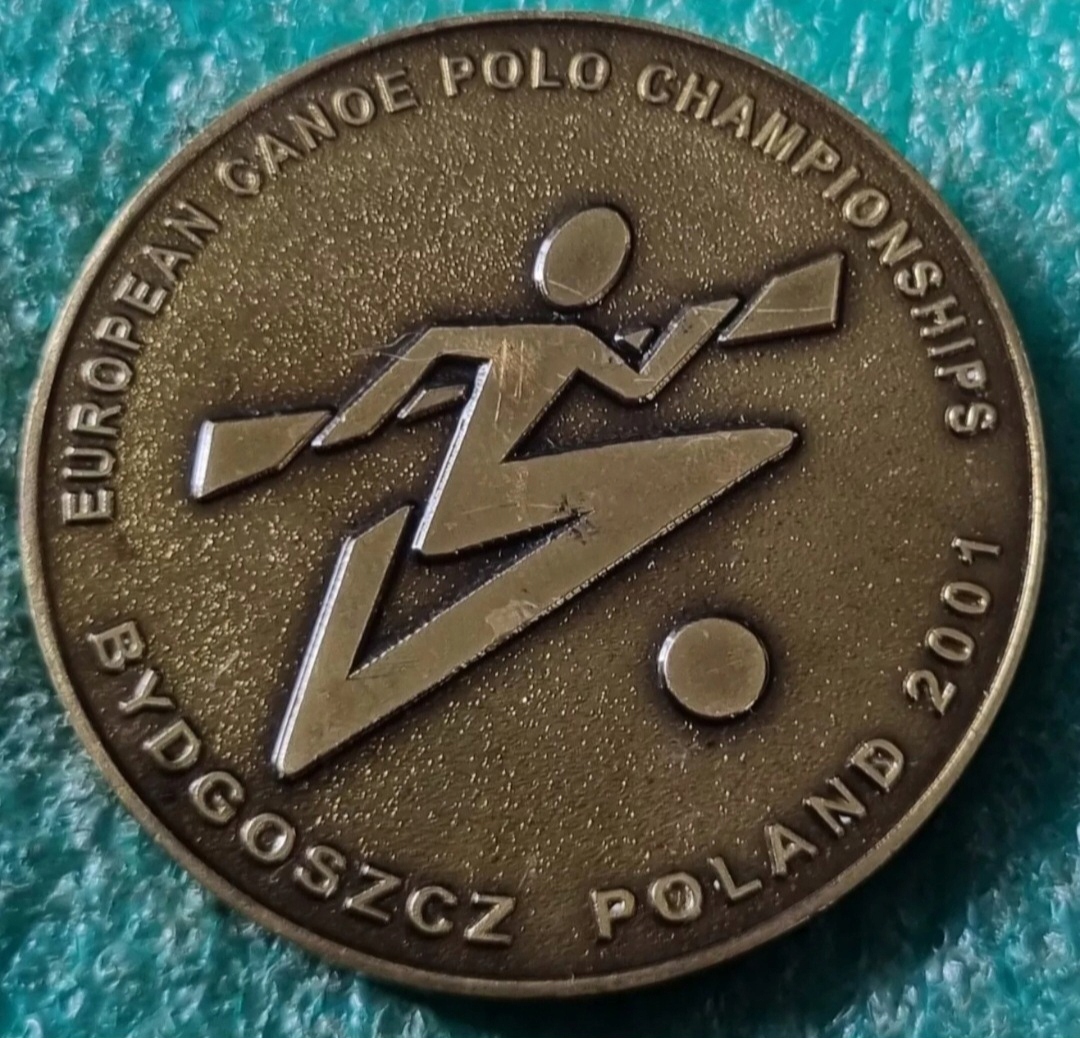 EUROPEAN CANOE POLO CHAMPIONSHIPS
BYDGOSZCZ POLAND 2001